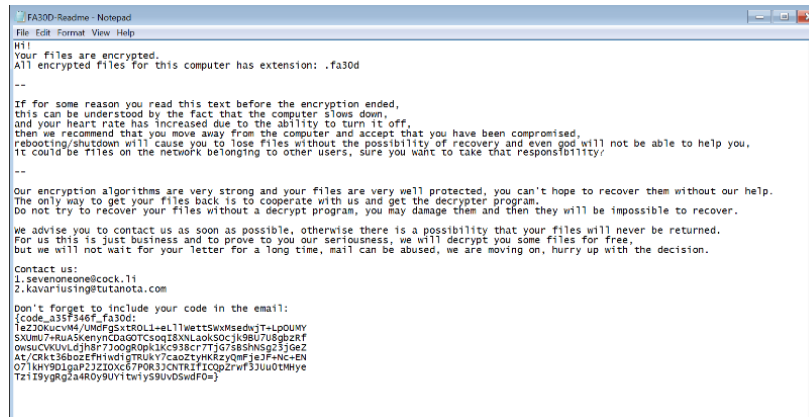 FA30D-Readme - Notepad
File Edit Format View Help
Hi!
Your files are encrypted.
All encrypted files for this computer has extension: .fa30d
--
If for some reason you read this text before the encryption ended,
this can be understood by the fact that the computer slows down,
and your heart rate has increased due to the ability to turn it off,
then we recommend that you move away from the computer and accept that you have been compromised,
rebooting/shutdown will cause you to lose files without the possibility of recovery and even god will not be able to help you,
it could be files on the network belonging to other users, sure you want to take that responsibility?
--
Our encryption algorithms are very strong and your files are very well protected, you can't hope to recover them without our help.
The only way to get your files back is to cooperate with us and get the decrypter program.
Do not try to recover your files without a decrypt program, you may damage them and then they will be impossible to recover.
We advise you to contact us as soon as possible, otherwise there is a possibility that your files will never be returned.
For us this is just business and to prove to you our seriousness, we will decrypt you some files for free,
but we will not wait for your letter for a long time, mail can be abused, we are moving on, hurry up with the decision.
Contact us:
1.sevenoneone@cock.li
2.kavariusing@tutanota.com
Don't forget to include your code in the email:
{code_a35f346f_fa30d: